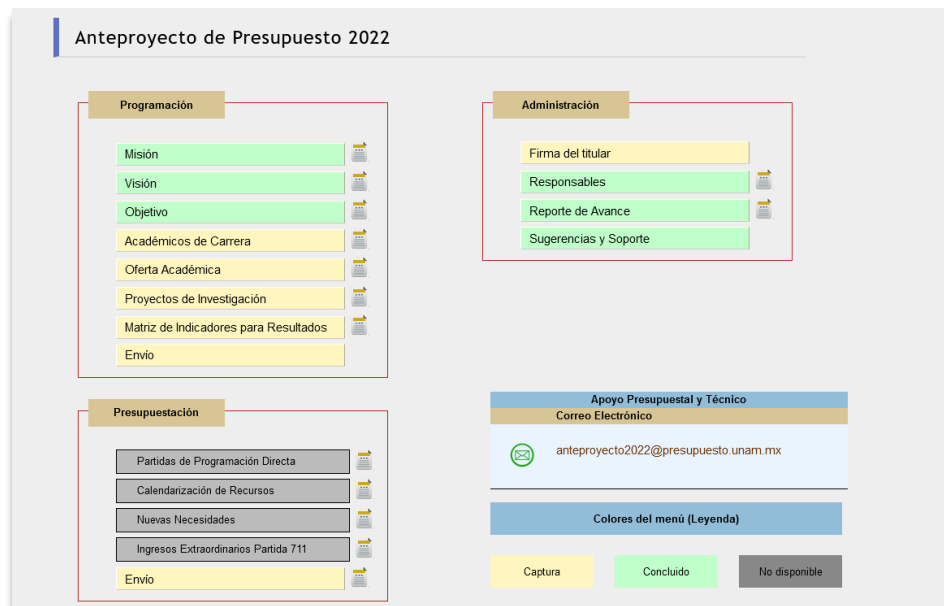 Anteproyecto de Presupuesto 2022
Programación
Misión
Visión
Objetivo
Académicos de Carrera
Oferta Académica
Proyectos de Investigación
Matriz de Indicadores para Resultados
Envío
Presupuestación
Partidas de Programación Directa
Calendarización de Recursos
Nuevas Necesidades
Ingresos Extraordinarios Partida 711
Envío
Administración
Firma del titular
Responsables
Reporte de Avance
Sugerencias y Soporte
Apoyo Presupuestal y Técnico
Correo Electrónico
anteproyecto2022@presupuesto.unam.mx
Colores del menú (Leyenda)
Captura
Concluido
No disponible